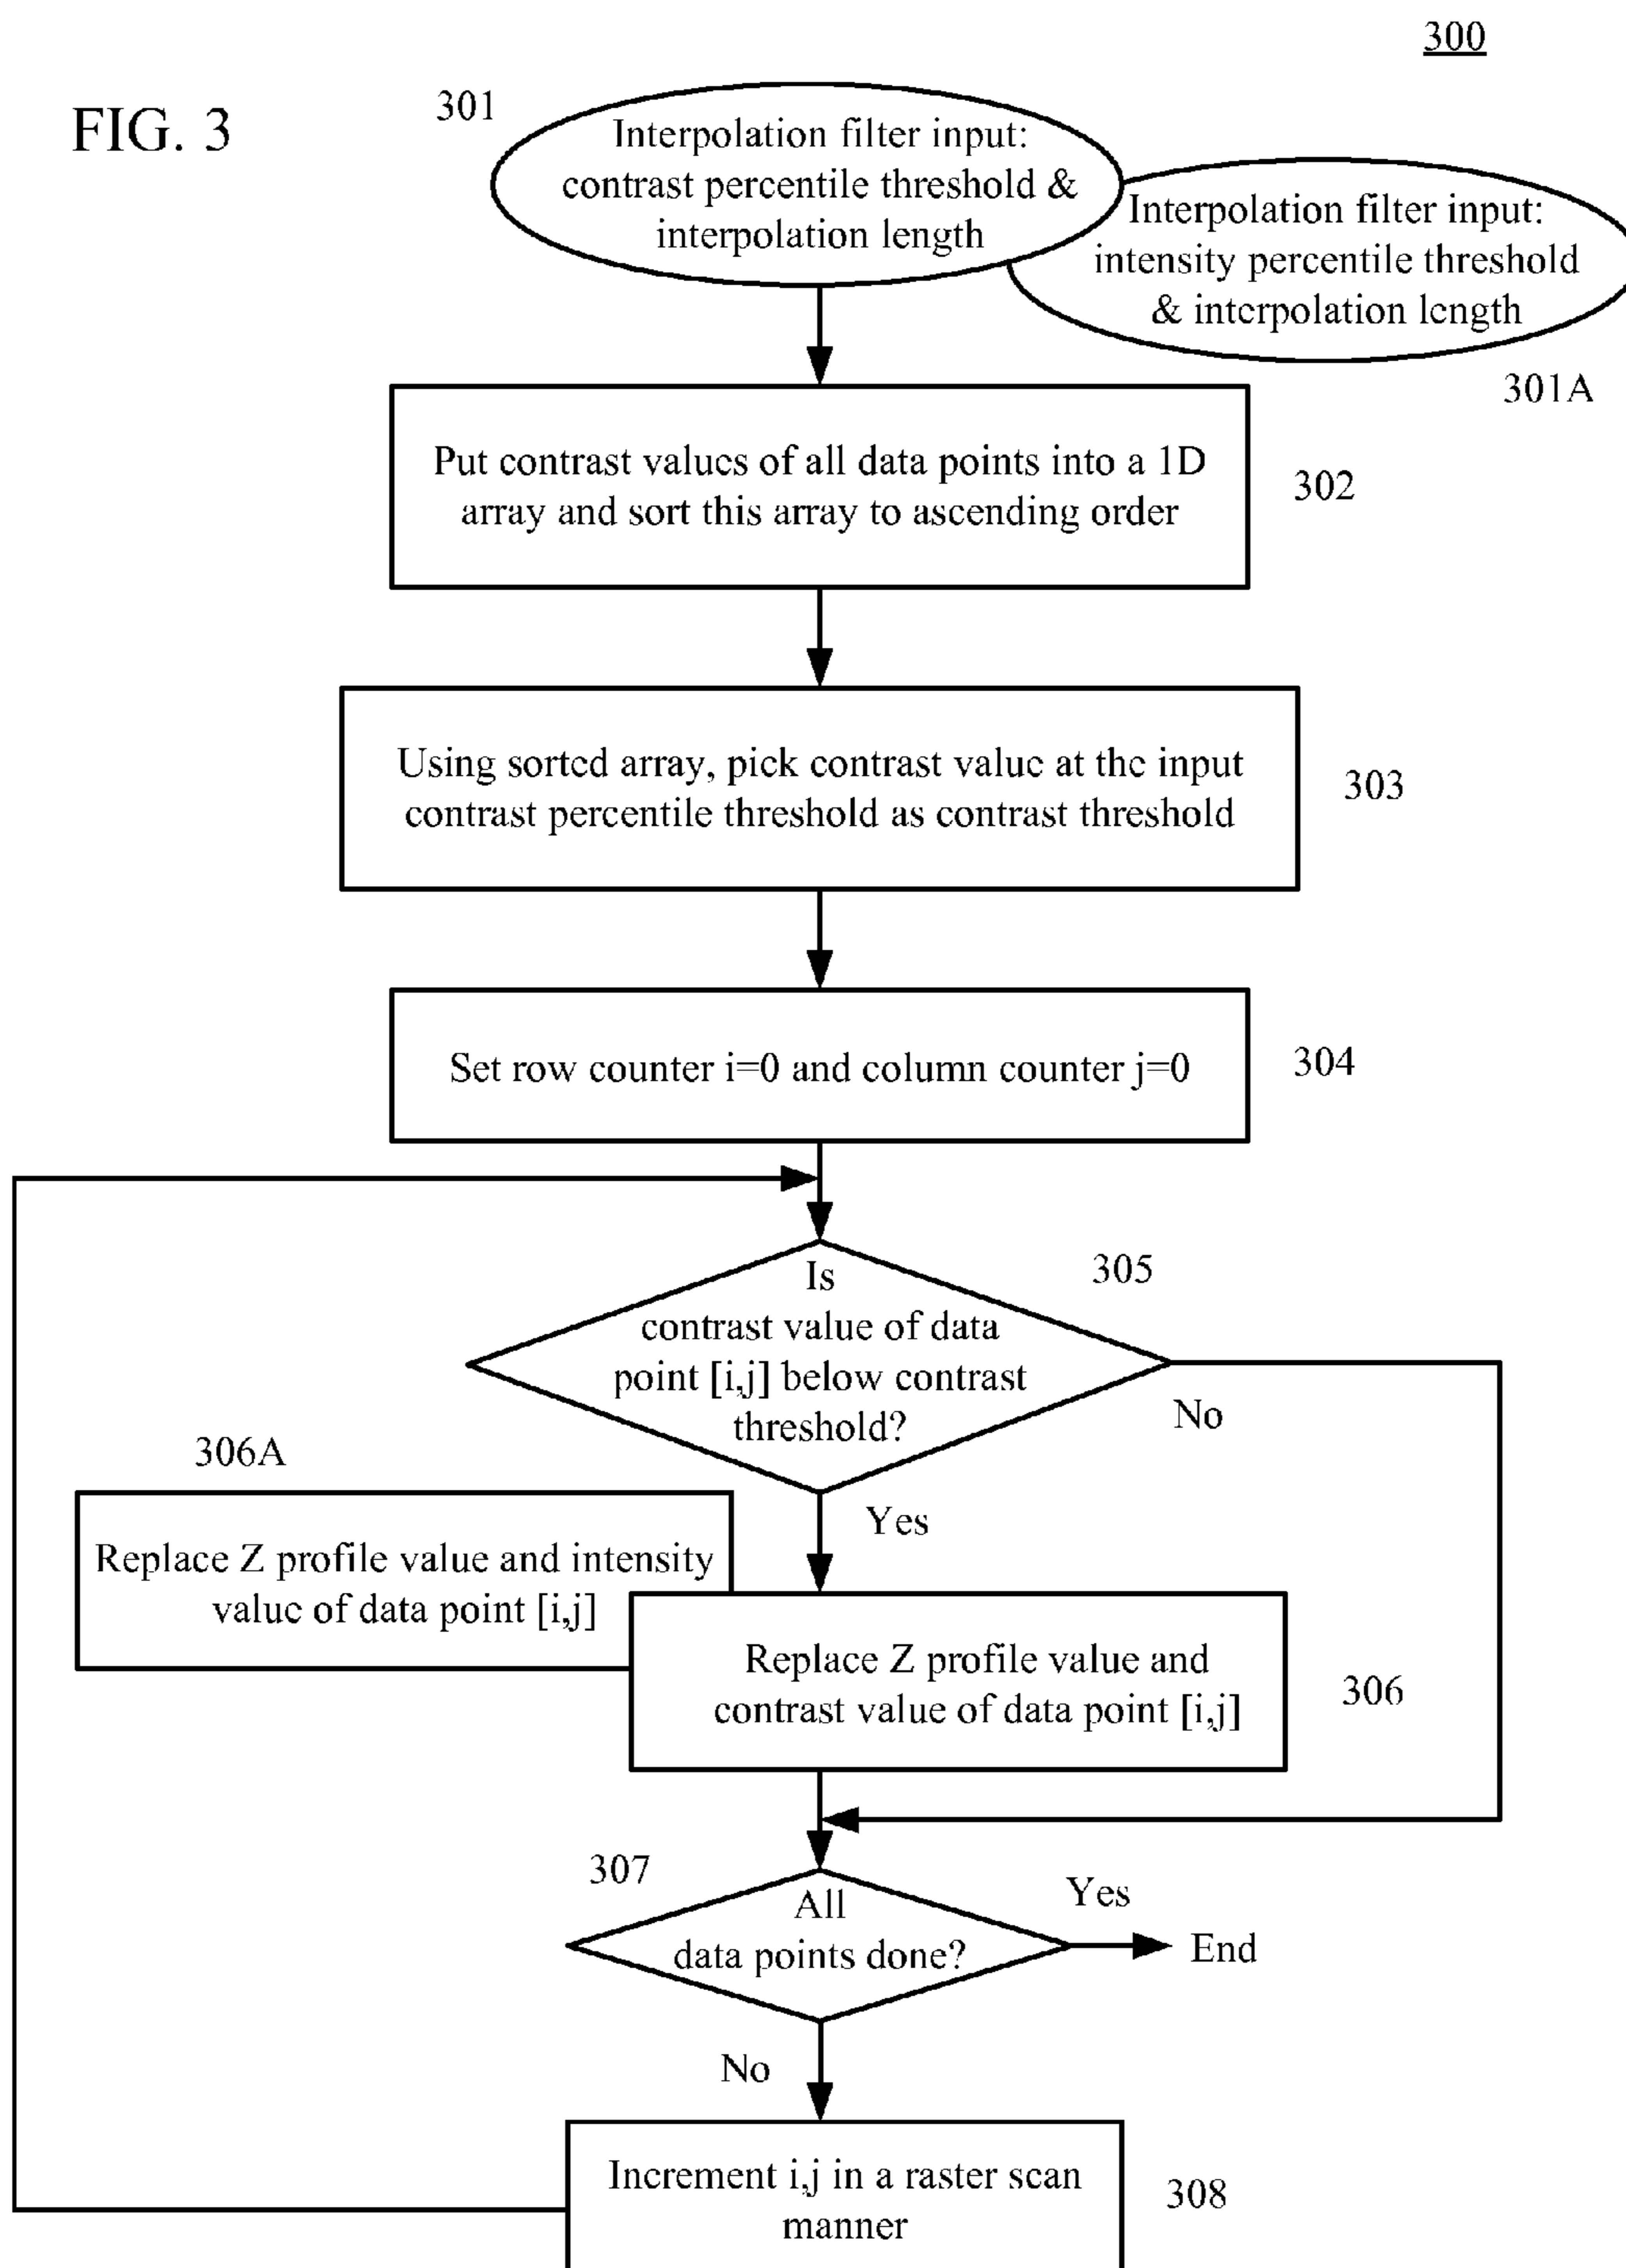 300
FIG. 3
301
Interpolation filter input:
contrast percentile threshold &
interpolation length
Interpolation filter input:
intensity percentile threshold
& interpolation length
301A
Put contrast values of all data points into a 1D
array and sort this array to ascending order
302
Using sorted array, pick contrast value at the input
contrast percentile threshold as contrast threshold
303
Set row counter i=0 and column counter j=0
304
Is
contrast value of data
point [i,j] below contrast
threshold?
305
No
Yes
306A
Replace Z profile value and intensity
value of data point [i,j]
Replace Z profile value and
contrast value of data point [i,j]
306
307
All
data points done?
Yes
End
No
Increment i,j in a raster scan
manner
308